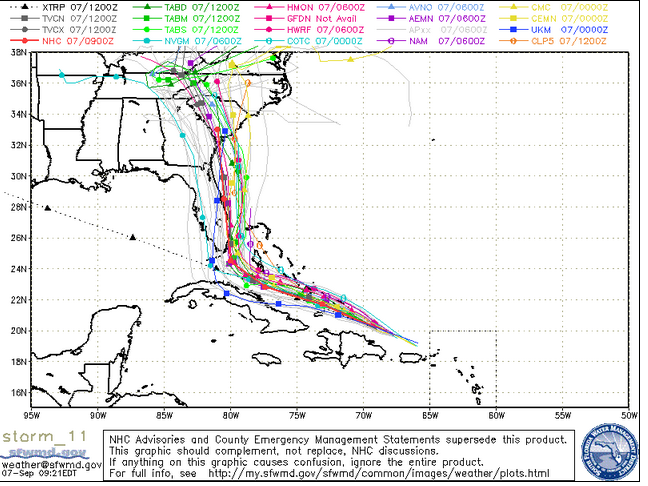 XTRP 07/1200Z TABD 07/1200Z HMON 07/0600Z AVNO 07/0600Z CMC 07/0000Z
TVCN 07/1200Z TABM 07/1200Z GFDN Not Avail AEMN 07/0600Z CEMN 07/0000Z
TVCX 07/1200Z TABS 07/1200Z HWRF 07/0600Z APxx 07/0600Z UKM 07/0000Z
NHC 07/0900Z NVGM 07/0600Z COTC 07/0000Z NAM 07/0600Z CLP5 07/1200Z
38N
36N
34N
32N
30N
28N
26N
24N
22N
20N
18N
16N
95W 90W 85W 80W 75W 70W 65W 60W 55W 50W
storm_11
sfwmd.gov
weather@sfwmd.gov
07-Sep 09:21EDT
NHC Advisories and County Emergency Management Statements supersede this product.
This graphic should complement, not replace, NHC discussions.
If anything on this graphic causes confusion, ignore the entire product.
For full info, see http://my.sfwmd.gov/sfwmd/common/images/weather/plots.html